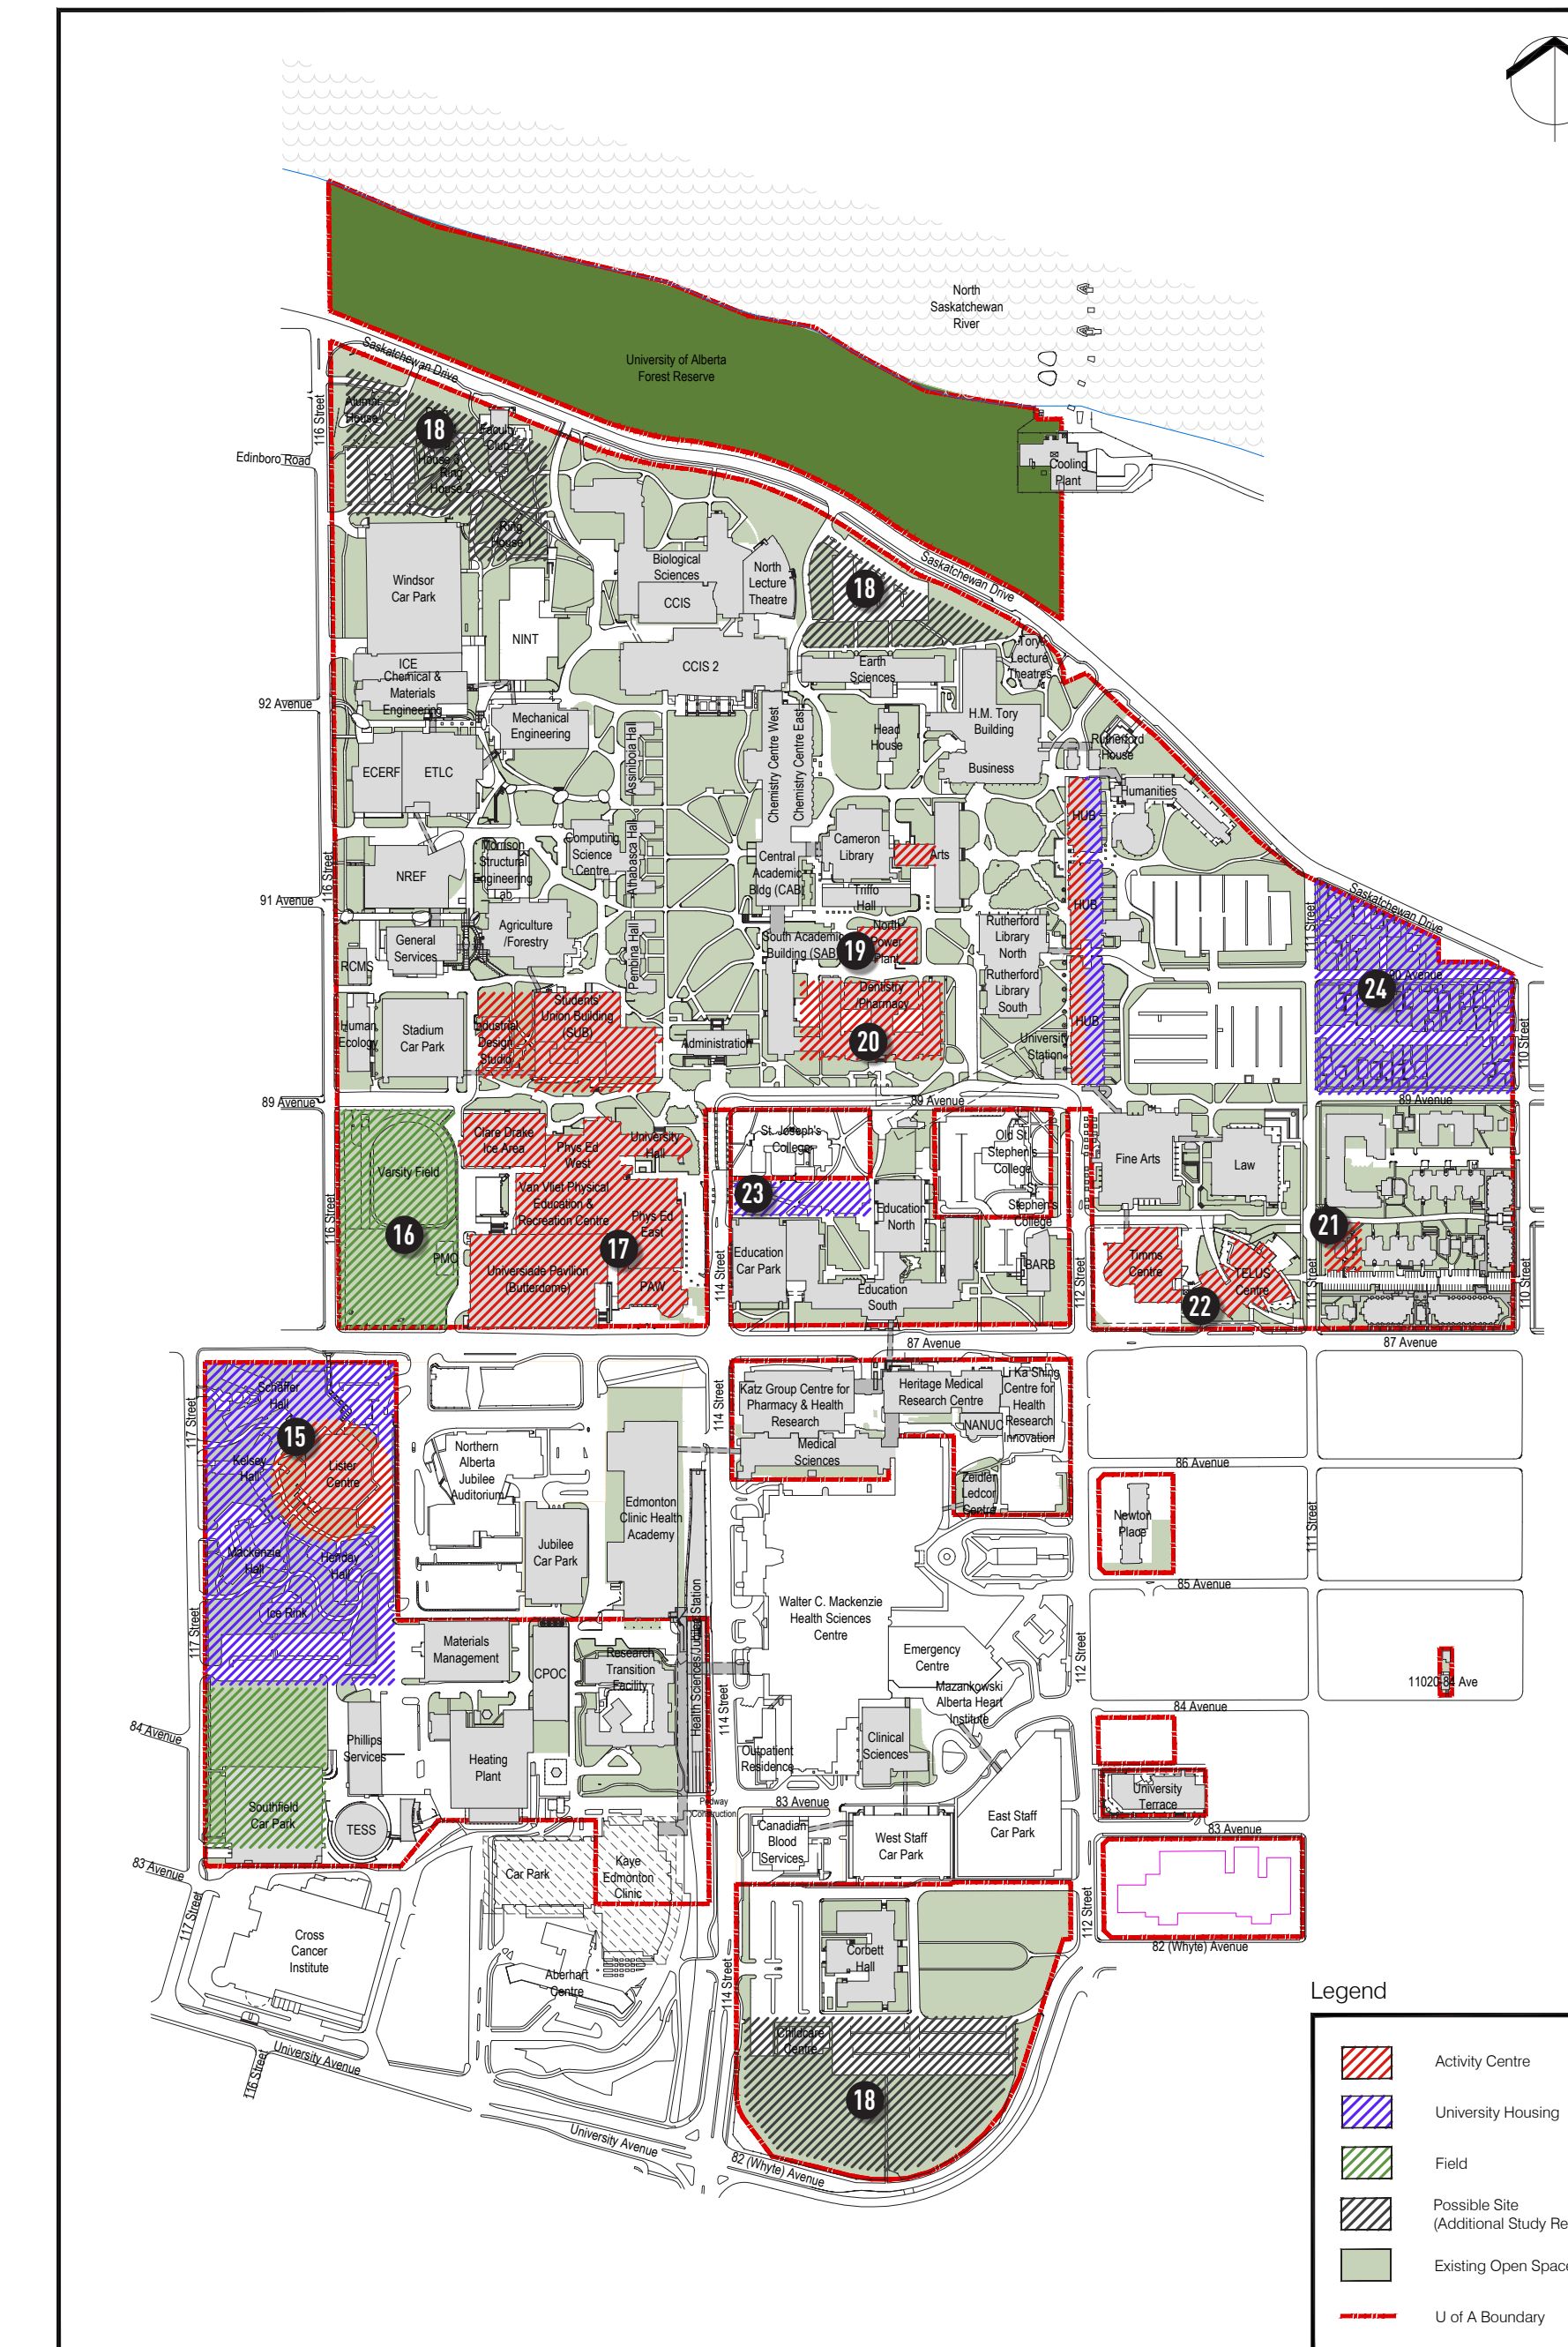 North
Saskatchewan
River
University of Alberta
Forest Reserve
Saskatchewan Drive
116 Street
Edinboro Road
Alumni
House
18
Faculty
Club
House
Ring
House 2
Ring
House
Cooling
Plant
Windsor
Car Park
Biological
Sciences
CCIS
North
Lecture
Theatre
18
Saskatchewan Drive
NINT
ICE
Chemical &
Materials
Engineering
CCIS 2
Earth
Sciences
Tory
Lecture
Theatres
92 Avenue
Mechanical
Engineering
Assiniboia Hall
Chemistry Centre West
Chemistry Centre East
Head
House
H.M. Tory
Building
Business
Rutherford
House
ECERF
ETLC
Humanities
HUB
116 Street
NREF
Morrison
Structural
Engineering
Lab
Computing
Science
Centre
Athabasca Hall
Central
Academic
Bldg (CAB)
Cameron
Library
Arts
Triffo
Hall
HUB
91 Avenue
General
Services
RCMS
Agriculture
/Forestry
Pembina Hall
South Academic
Building (SAB)
19
North
Power
Plant
Rutherford
Library
North
Rutherford
Library
South
111 Street
Saskatchewan Drive
90 Avenue
24
110 Street
Human
Ecology
Stadium
Car Park
Industrial
Design
Studio
Students'
Union Building
(SUB)
Administration
Dentistry
/Pharmacy
20
University
Station
HUB
89 Avenue
89 Avenue
89 Avenue
Varsity Field
116 Street
16
PMC
Clare Drake
Ice Area
Phys Ed
West
University
Hall
Van Vliet Physical
Education &
Recreation Centre
Phys Ed
East
17
Universiade Pavilion
(Butterdome)
PAW
114 Street
St. Joseph's
College
23
Education
Car Park
Education
North
Education
South
Old St.
Stephen's
College
St.
Stephen's
College
BARB
112 Street
Fine Arts
Law
Timms
Centre
TELUS
Centre
22
111 Street
21
110 Street
87 Avenue
87 Avenue
117 Street
Schaffer
Hall
15
Kelsey
Hall
Lister
Centre
Mackenzie
Hall
Henday
Hall
Ice Rink
117 Street
Northern
Alberta
Jubilee
Auditorium
Jubilee
Car Park
Edmonton
Clinic Health
Academy
114 Street
Katz Group Centre for
Pharmacy & Health
Research
Medical
Sciences
Heritage Medical
Research Centre
NANUC
Li Ka Shing
Centre for
Health
Research
Innovation
Zeidler
Ledcor
Centre
86 Avenue
Newton
Place
111 Street
85 Avenue
Health Sciences/Jubilee Station
Walter C. Mackenzie
Health Sciences
Centre
Emergency
Centre
Mazankowski
Alberta Heart
Institute
112 Street
11020-84 Ave
84 Avenue
Materials
Management
CPOC
Research
Transition
Facility
114 Street
84 Avenue
Phillips
Services
Heating
Plant
Outpatient
Residence
Clinical
Sciences
Southfield
Car Park
TESS
Pedway
Construction
83 Avenue
Canadian
Blood
Services
West Staff
Car Park
East Staff
Car Park
University
Terrace
83 Avenue
83 Avenue
117 Street
Car Park
Kaye
Edmonton
Clinic
Cross
Cancer
Institute
Aberhart
Centre
114 Street
Corbett
Hall
112 Street
82 (Whyte) Avenue
Childcare
Centre
18
University Avenue
116 Street
University Avenue
82 (Whyte) Avenue
Legend
Activity Centre
University Housing
Field
Possible Site
(Additional Study Re
Existing Open Space
U of A Boundary